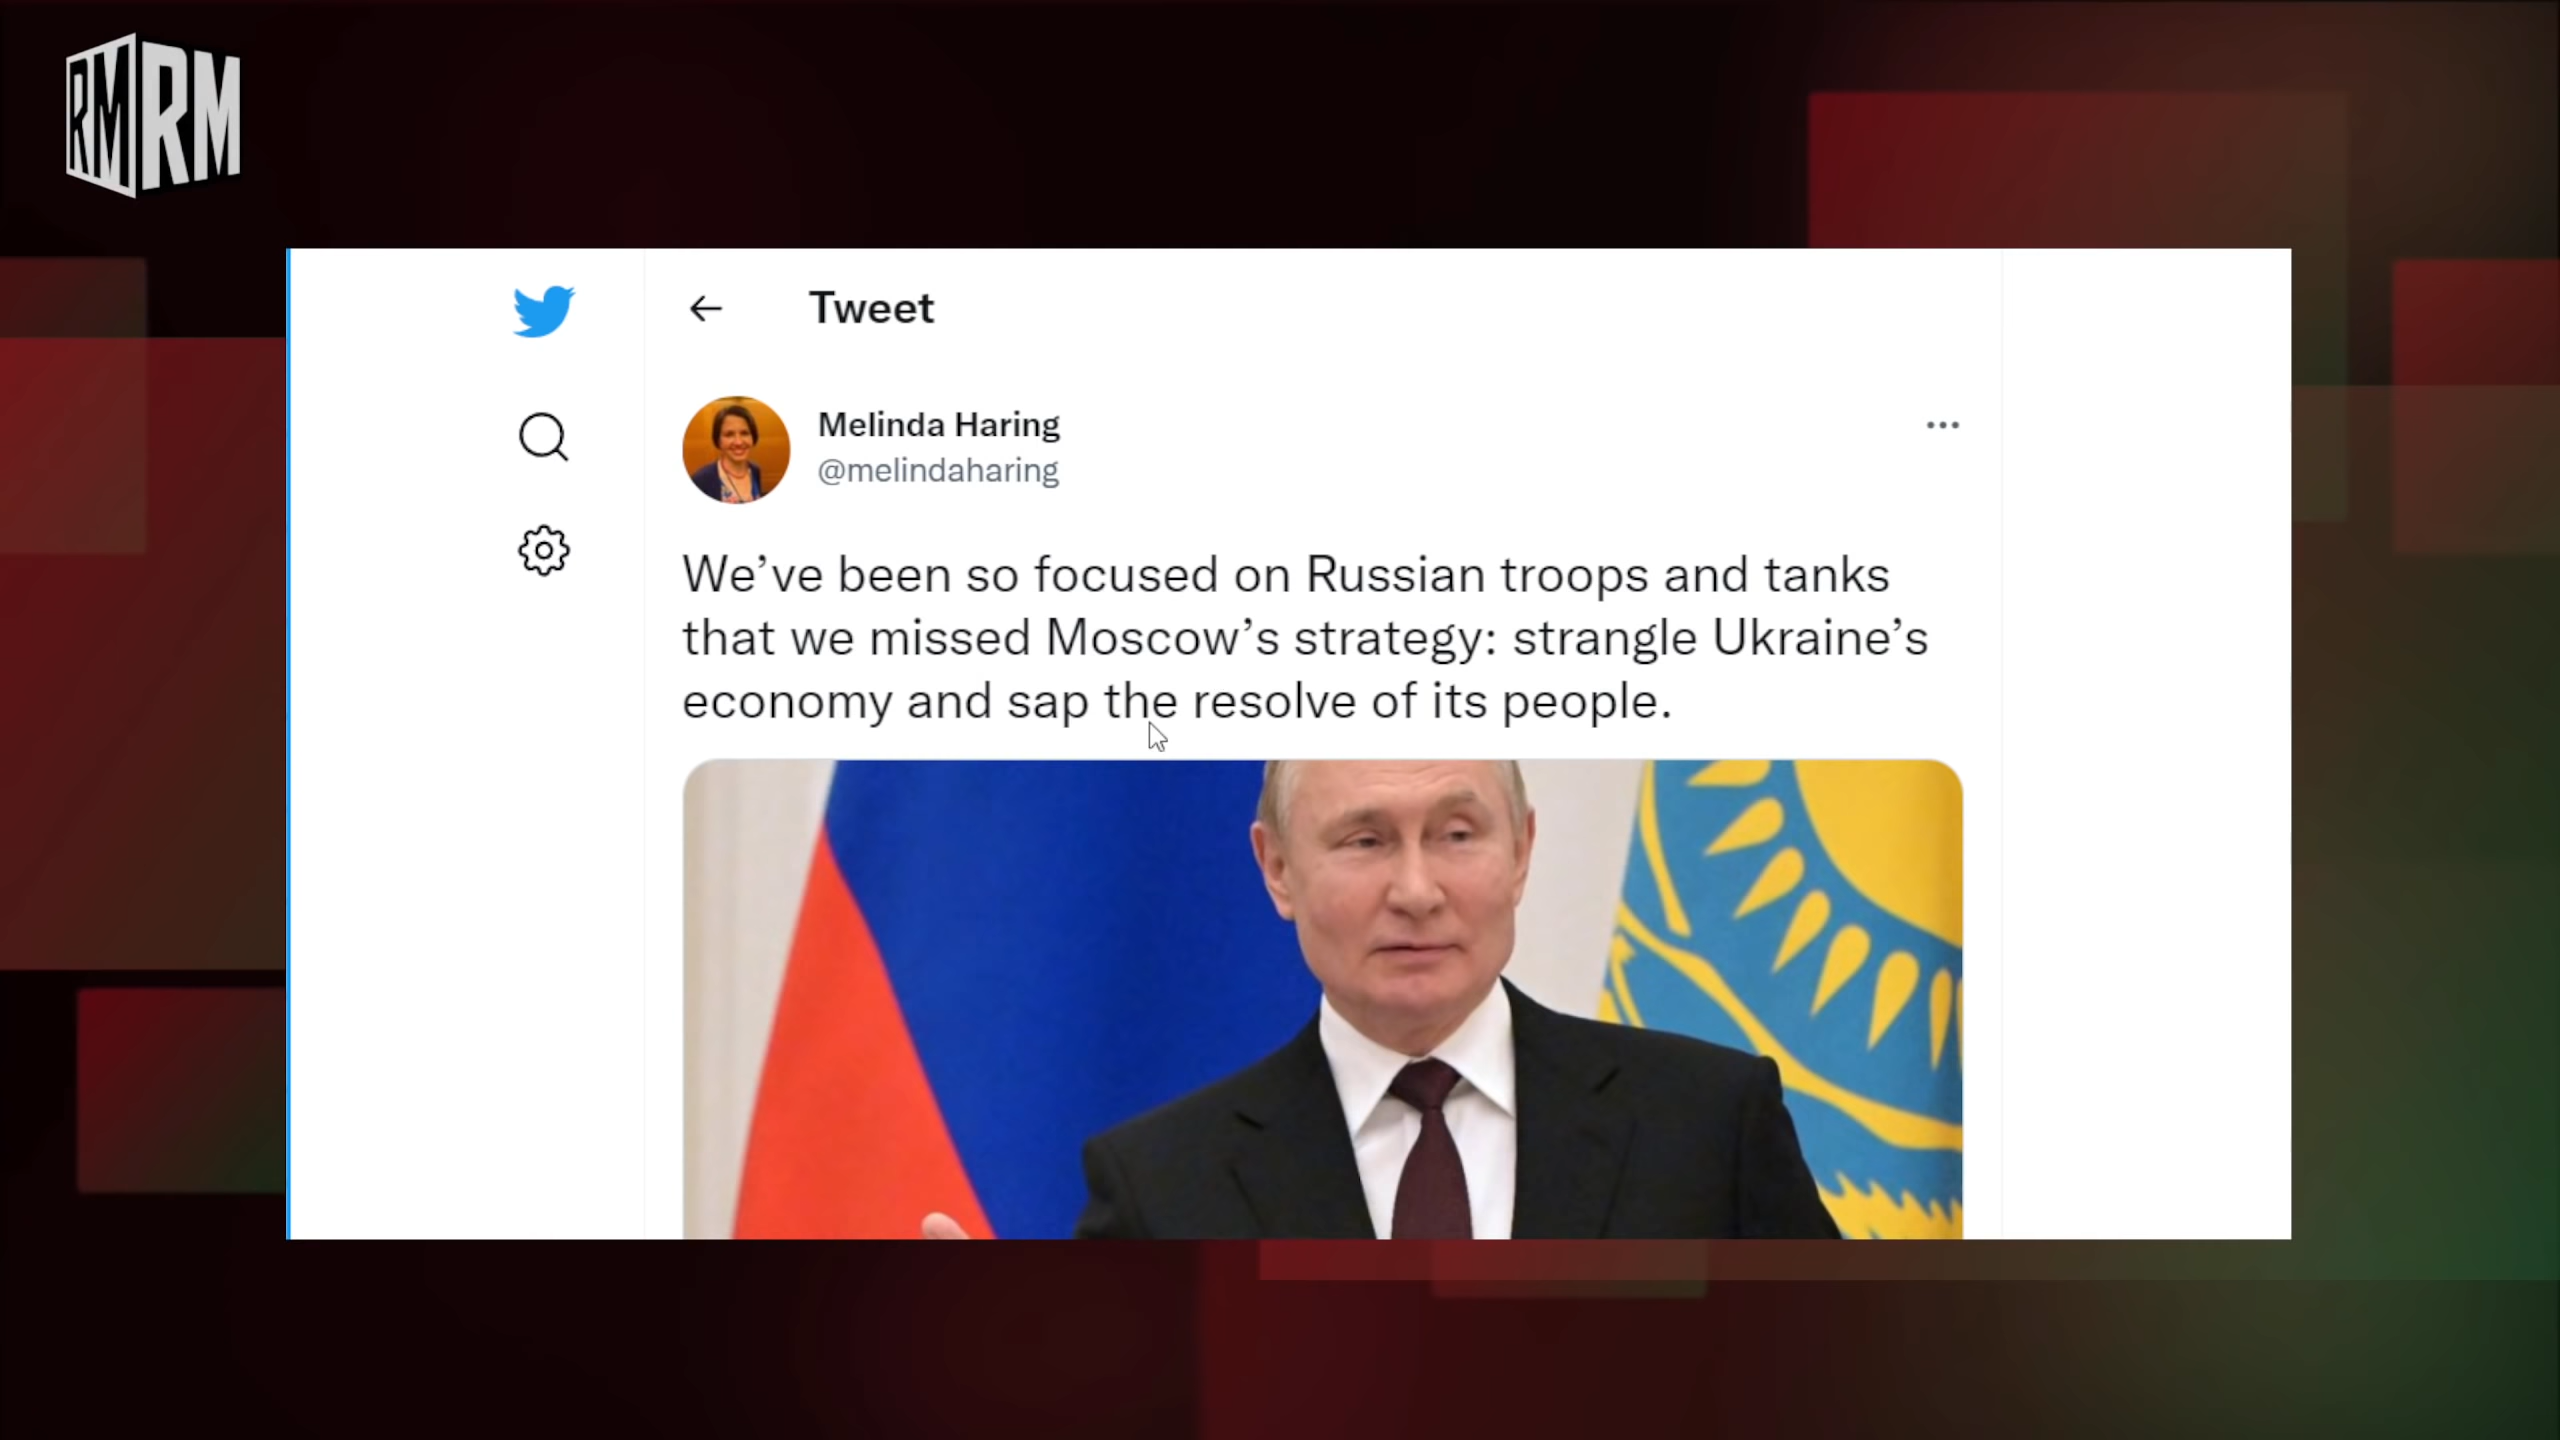 RM RM
Tweet
Melinda Haring
@melindaharing
We’ve been so focused on Russian troops and tanks
that we missed Moscow’s strategy: strangle Ukraine’s
economy and sap the resolve of its people.